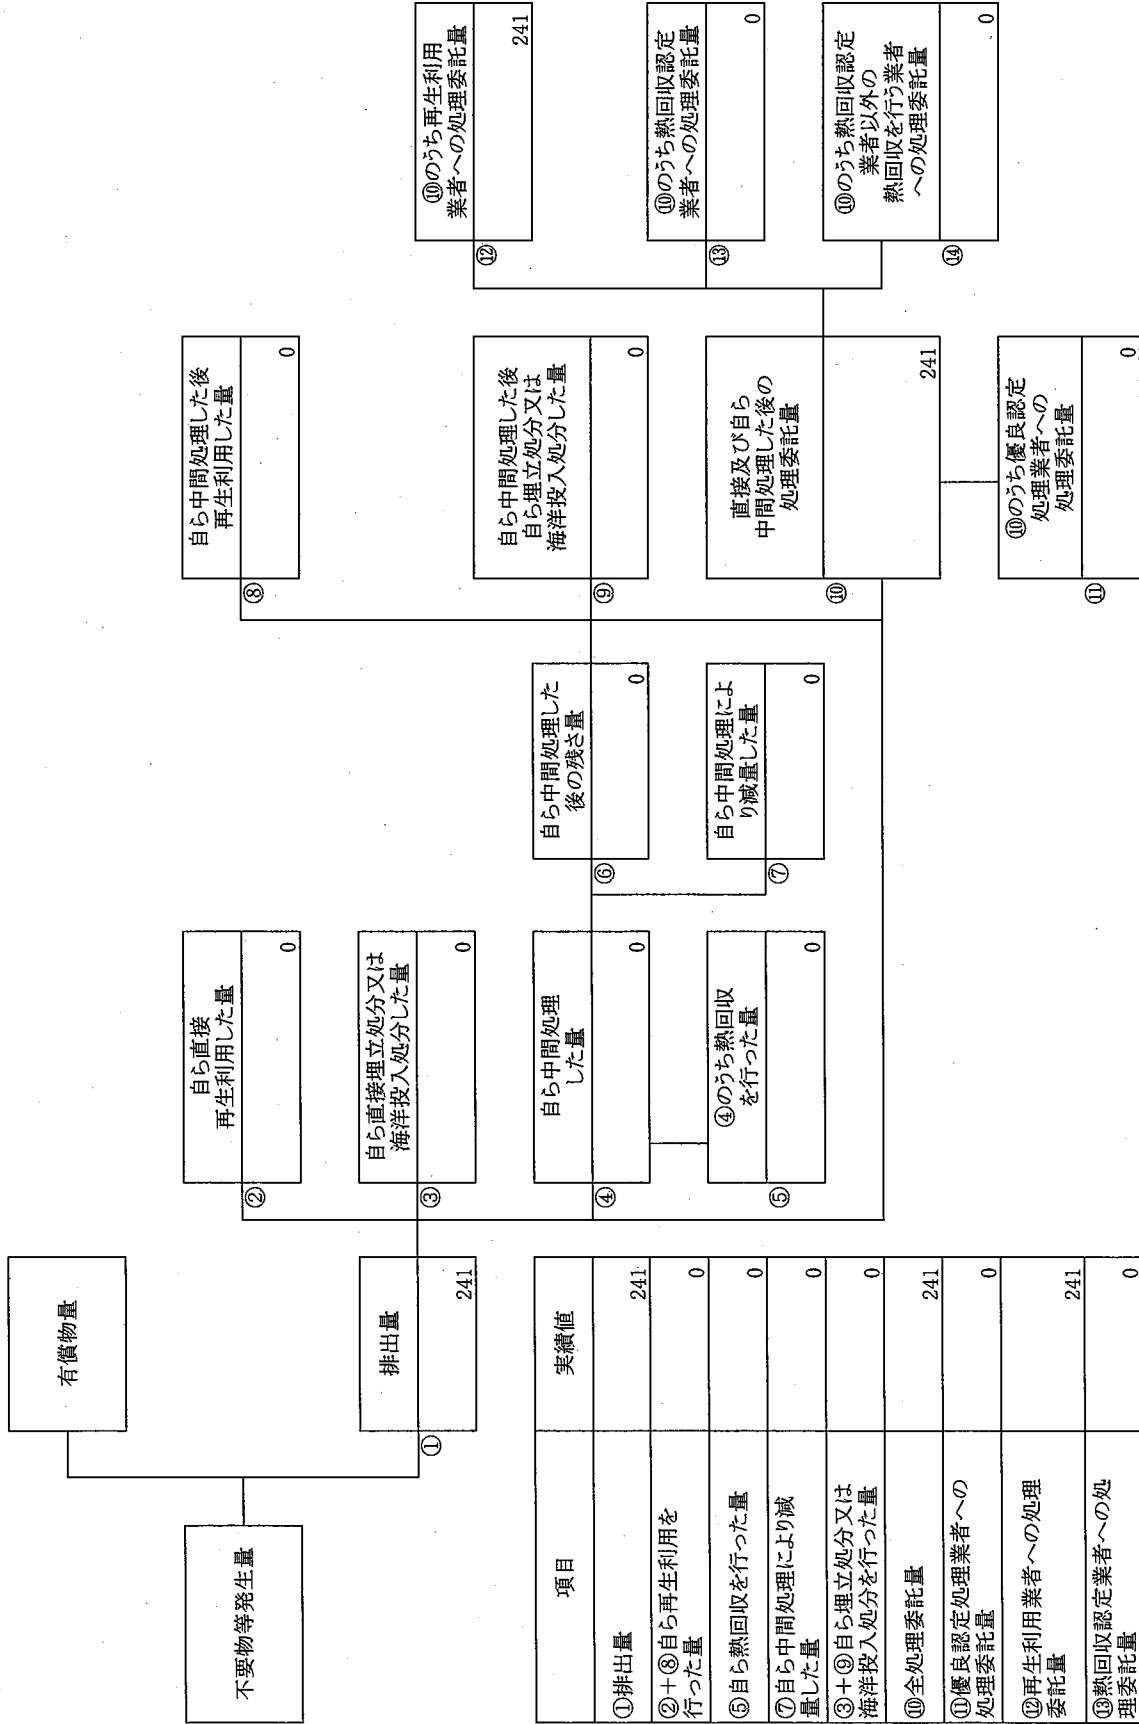 不要物等発生量
有償物量
排出量
①
241
自ら直接
再生利用した量
②
0
自ら直接埋立処分又は
海洋投入処分した量
③
0
自ら中間処理
した量
④
0
④のうち熱回収
を行った量
⑤
0
自ら中間処理した
後の残さ量
⑥
0
自ら中間処理によ
り減量した量
⑦
0
自ら中間処理した後
再生利用した量
⑧
0
自ら中間処理した後
自ら埋立処分又は
海洋投入処分した量
⑨
0
直接及び自ら
中間処理した後の
処理委託量
⑩
241
⑩のうち優良認定
処理業者への
処理委託量
⑪
0
⑩のうち再生利用
業者への処理委託量
⑫
241
⑩のうち熱回収認定
業者への処理委託量
⑬
0
⑩のうち熱回収認定
業者以外の
熱回収を行う業者
への処理委託量
⑭
0
項目 実績値
①排出量 241
②+⑧自ら再生利用を
行った量 0
⑤自ら熱回収を行った量 0
⑦自ら中間処理により減
量した量 0
③+⑨自ら埋立処分又は
海洋投入処分を行った量 0
⑩全処理委託量 241
⑪優良認定処理業者への
処理委託量 0
⑫再生利用業者への処理
委託量 241
⑬熱回収認定業者への処
理委託量 0